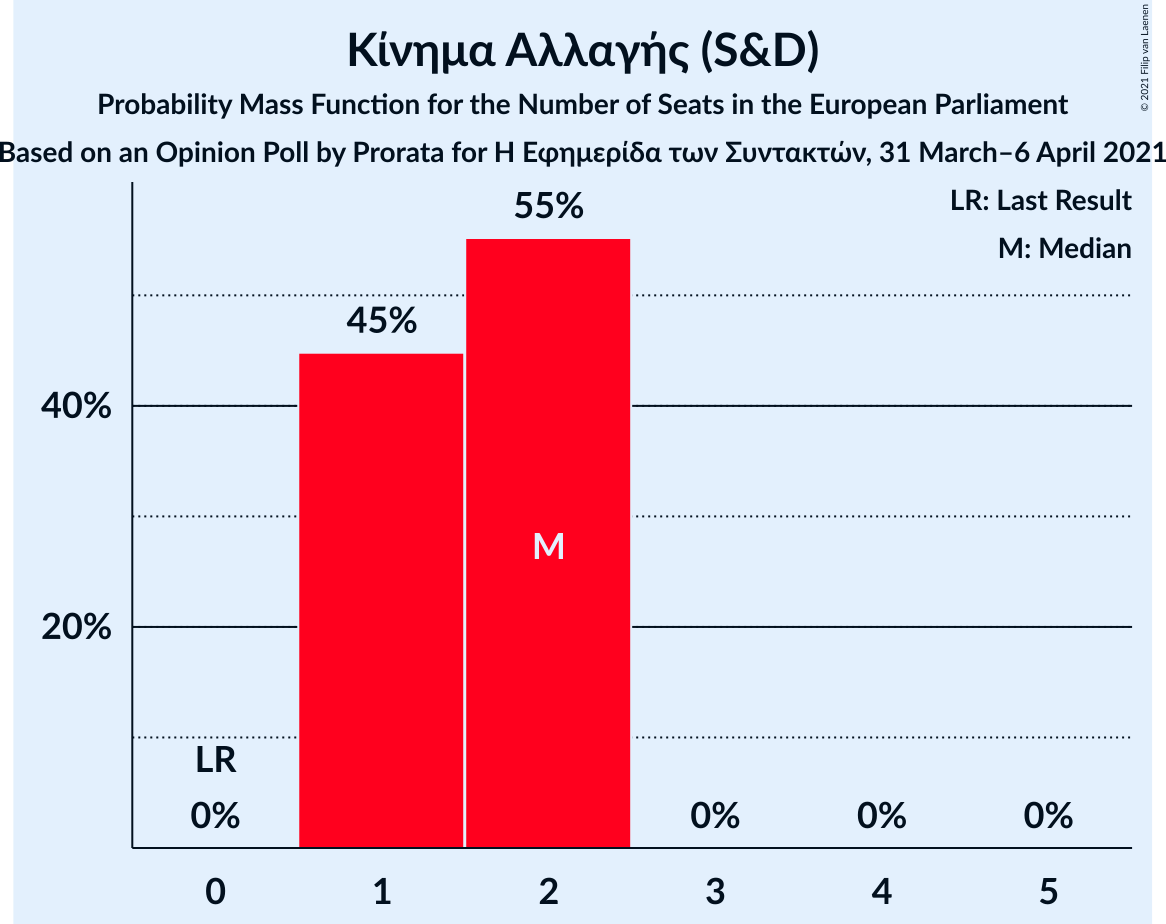 Κίνημα Αλλαγής (S&D)
Probability Mass Function for the Number of Seats in the European Parliament
Based on an Opinion Poll by Prorata for Η Εφημερίδα των Συντακτών, 31 March–6 April 2021
© 2021 Filip van Laenen
LR: Last Result
M: Median
55%
45%
40%
M
20%
LR
0%
0%
0%
0%
0
1
2
3
4
5